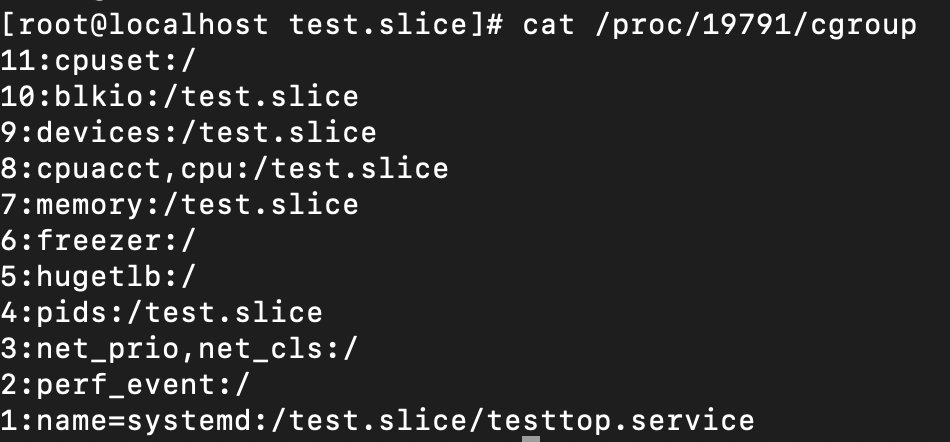 [root@localhost test.slice]# cat /proc/19791/cgroup
11:cpuset:/
10:blkio:/test.slice
9:devices:/test.slice
8:cpuacct,cpu:/test.slice
7:memory:/test.slice
6:freezer:/
5:hugetlb:/
4:pids:/test.slice
3:net_prio,net_cls:/
2:perf_event:/
1:name=systemd:/test.slice/testtop.service